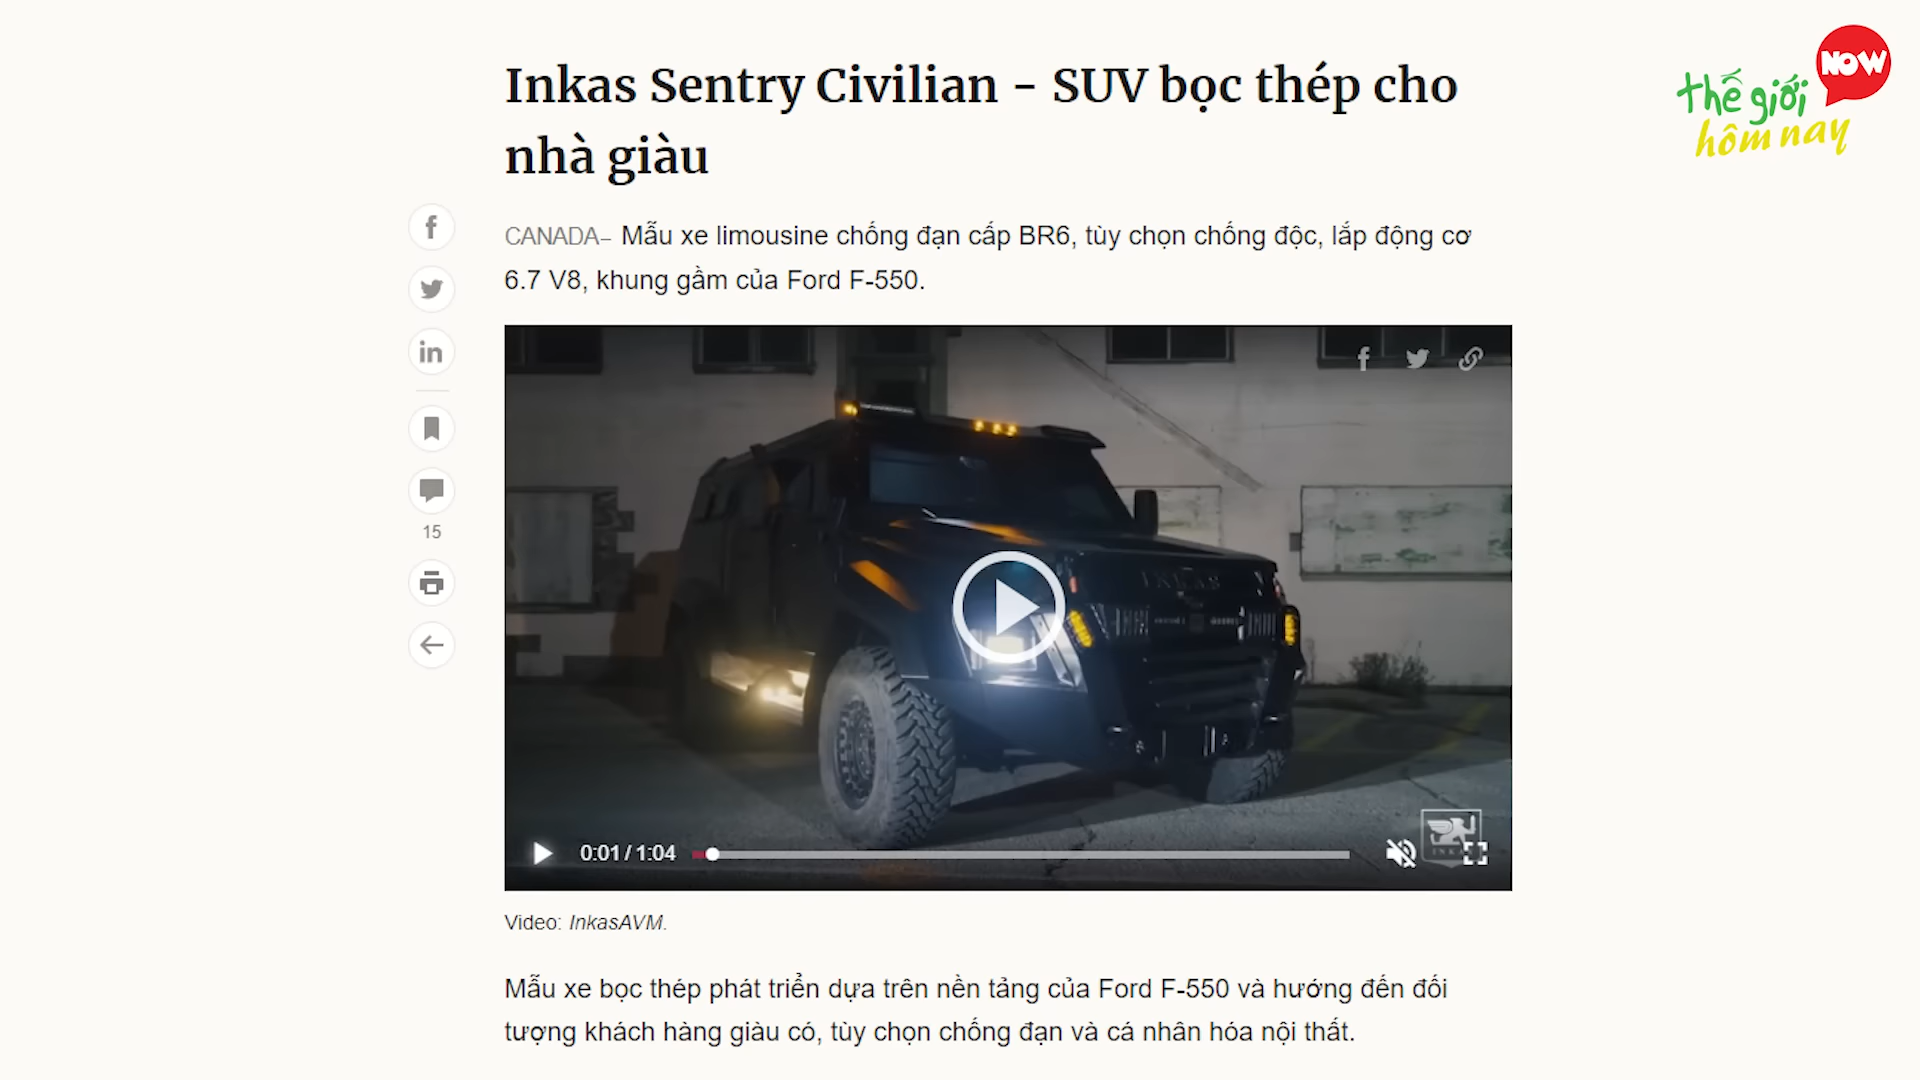 Inkas Sentry Civilian - SUV bọc thép cho
nhà giàu
NOW
thế giới
hôm nay
CANADA– Mẫu xe limousine chống đạn cấp BR6, tùy chọn chống độc, lắp động cơ
6.7 V8, khung gầm của Ford F-550.
15
INKAS
0:01 / 1:04
Video: InkasAVM.
Mẫu xe bọc thép phát triển dựa trên nền tảng của Ford F-550 và hướng đến đối
tượng khách hàng giàu có, tùy chọn chống đạn và cá nhân hóa nội thất.